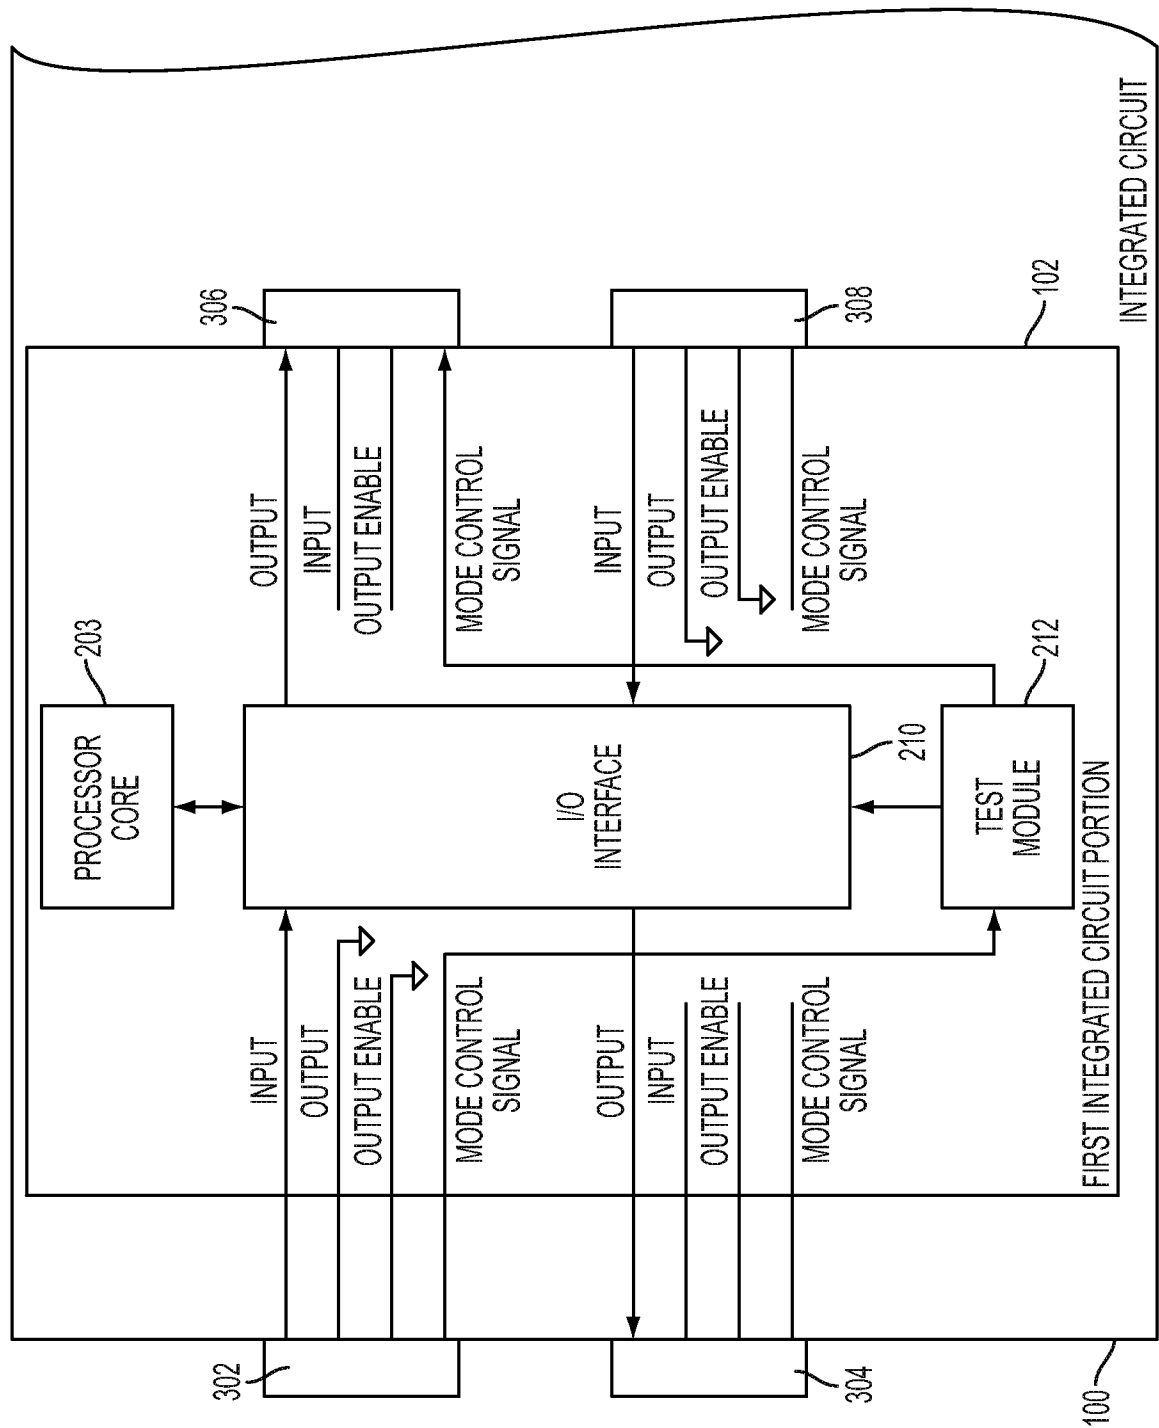 PROCESSOR
CORE
203
302
306
INPUT
OUTPUT
OUTPUT ENABLE
MODE CONTROL
SIGNAL
OUTPUT
INPUT
OUTPUT ENABLE
MODE CONTROL
SIGNAL
I/O
INTERFACE
210
OUTPUT
INPUT
OUTPUT ENABLE
MODE CONTROL
SIGNAL
INPUT
OUTPUT
OUTPUT ENABLE
MODE CONTROL
SIGNAL
304
308
TEST
MODULE
212
FIRST INTEGRATED CIRCUIT PORTION
102
100
INTEGRATED CIRCUIT